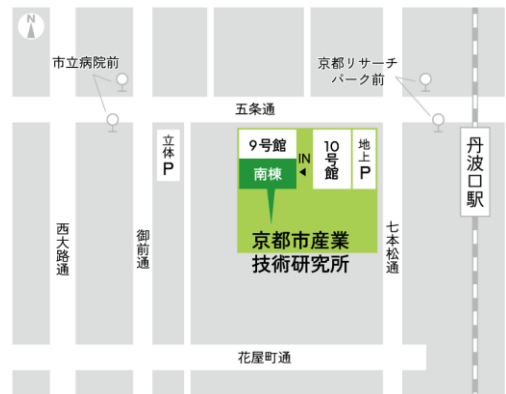 N
市立病院前
京都リサーチ
パーク前
五条通
立体
P
9号館
南棟
IN
10
号
館
地上
P
丹波口駅
京都市産業
技術研究所
西大路通
御前通
七本松通
花屋町通